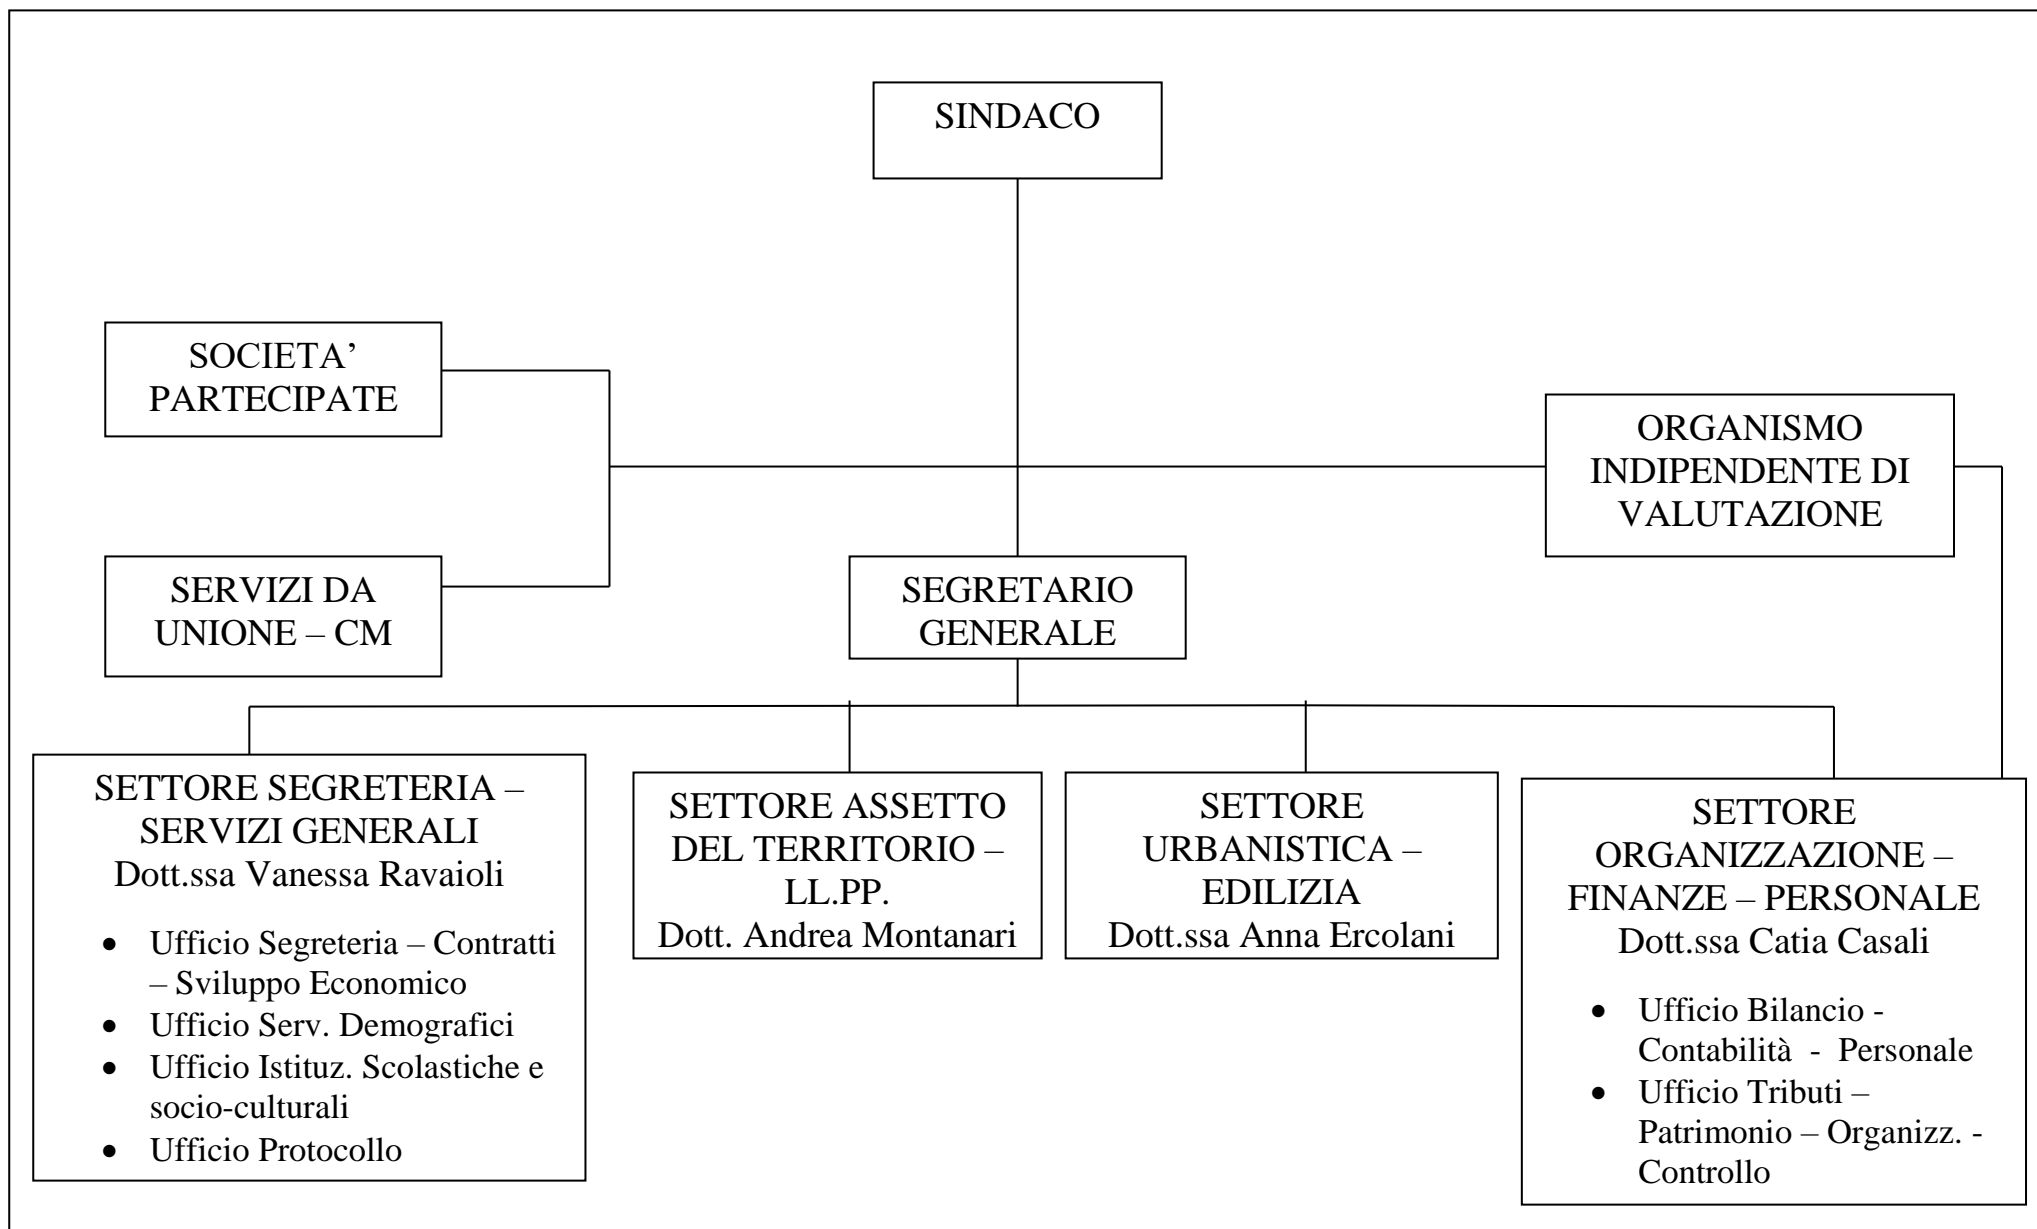 SINDACO
SOCIETA’
PARTECIPATE
ORGANISMO
INDIPENDENTE DI
VALUTAZIONE
SERVIZI DA
UNIONE – CM
SEGRETARIO
GENERALE
SETTORE SEGRETERIA –
SERVIZI GENERALI
Dott.ssa Vanessa Ravaioli
• Ufficio Segreteria – Contratti
– Sviluppo Economico
• Ufficio Serv. Demografici
• Ufficio Istituz. Scolastiche e
socio-culturali
• Ufficio Protocollo
SETTORE ASSETTO
DEL TERRITORIO –
LL.PP.
Dott. Andrea Montanari
SETTORE
URBANISTICA –
EDILIZIA
Dott.ssa Anna Ercolani
SETTORE
ORGANIZZAZIONE –
FINANZE – PERSONALE
Dott.ssa Catia Casali
• Ufficio Bilancio -
Contabilità - Personale
• Ufficio Tributi –
Patrimonio – Organizz. -
Controllo